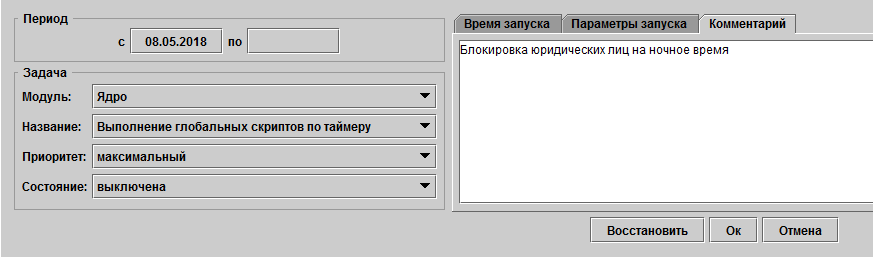 Период
с 08.05.2018 по
Задача
Модуль: Ядро
Название: Выполнение глобальных скриптов по таймеру
Приоритет: максимальный
Состояние: выключена
Время запуска Параметры запуска Комментарий
Блокировка юридических лиц на ночное время
Восстановить Ок Отмена